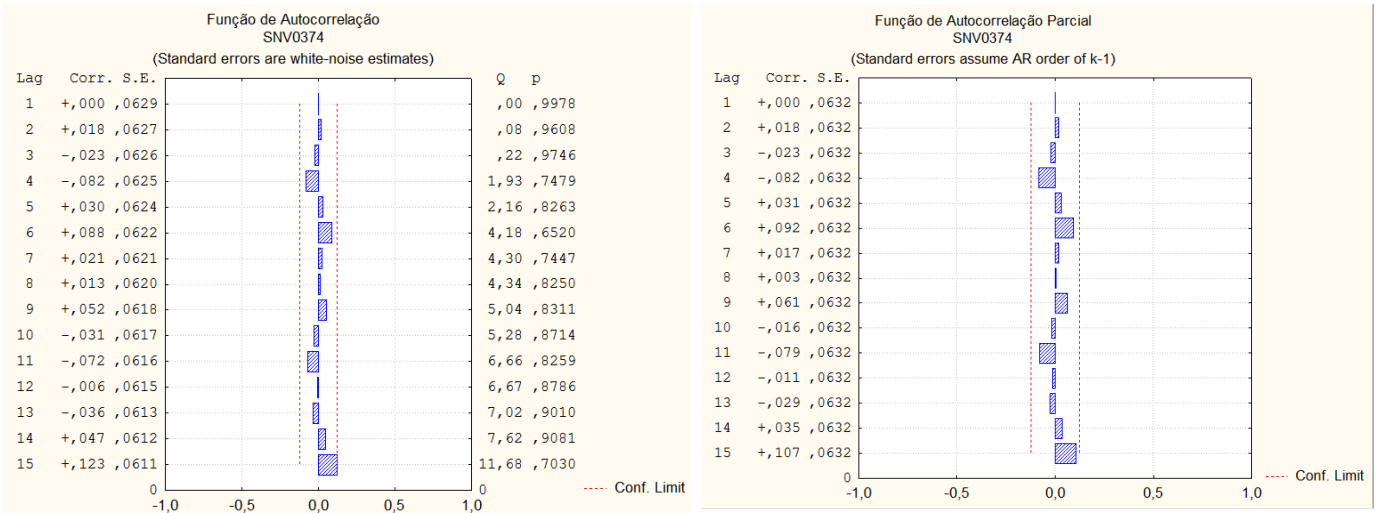 Função de Autocorrelação
SNV0374
(Standard errors are white-noise estimates)
Lag Corr. S.E. Q p
1 +,000 ,0629 ,00 ,9978
2 +,018 ,0627 ,08 ,9608
3 -,023 ,0626 ,22 ,9746
4 -,082 ,0625 1,93 ,7479
5 +,030 ,0624 2,16 ,8263
6 +,088 ,0622 4,18 ,6520
7 +,021 ,0621 4,30 ,7447
8 +,013 ,0620 4,34 ,8250
9 +,052 ,0618 5,04 ,8311
10 -,031 ,0617 5,28 ,8714
11 -,072 ,0616 6,66 ,8259
12 -,006 ,0615 6,67 ,8786
13 -,036 ,0613 7,02 ,9010
14 +,047 ,0612 7,62 ,9081
15 +,123 ,0611 11,68 ,7030
0 0
-1,0 -0,5 0,0 0,5 1,0
Conf. Limit
Função de Autocorrelação Parcial
SNV0374
(Standard errors assume AR order of k-1)
Lag Corr. S.E.
1 +,000 ,0632
2 +,018 ,0632
3 -,023 ,0632
4 -,082 ,0632
5 +,031 ,0632
6 +,092 ,0632
7 +,017 ,0632
8 +,003 ,0632
9 +,061 ,0632
10 -,016 ,0632
11 -,079 ,0632
12 -,011 ,0632
13 -,029 ,0632
14 +,035 ,0632
15 +,107 ,0632
0 0
-1,0 -0,5 0,0 0,5 1,0
Conf. Limit